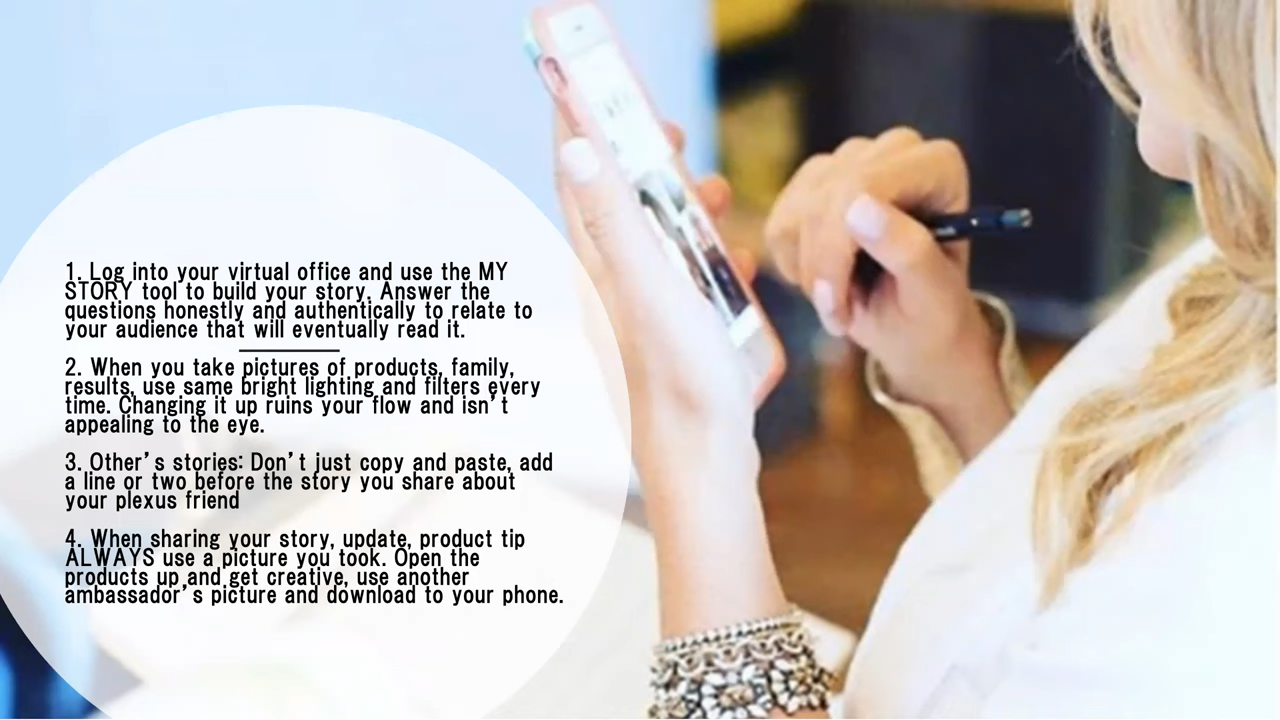 1. Log into your virtual office and use the MY
STORY tool to build your story. Answer the
questions honestly and authentically to relate to
your audience that will eventually read it.
2. When you take pictures of products, family,
results, use same bright lighting and filters every
time. Changing it up ruins your flow and isn't
appealing to the eye.
3. Other's stories: Don't just copy and paste, add
a line or two before the story you share about
your plexus friend
4. When sharing your story, update, product tip
ALWAYS use a picture you took. Open the
products up and get creative, use another
ambassador's picture and download to your phone.